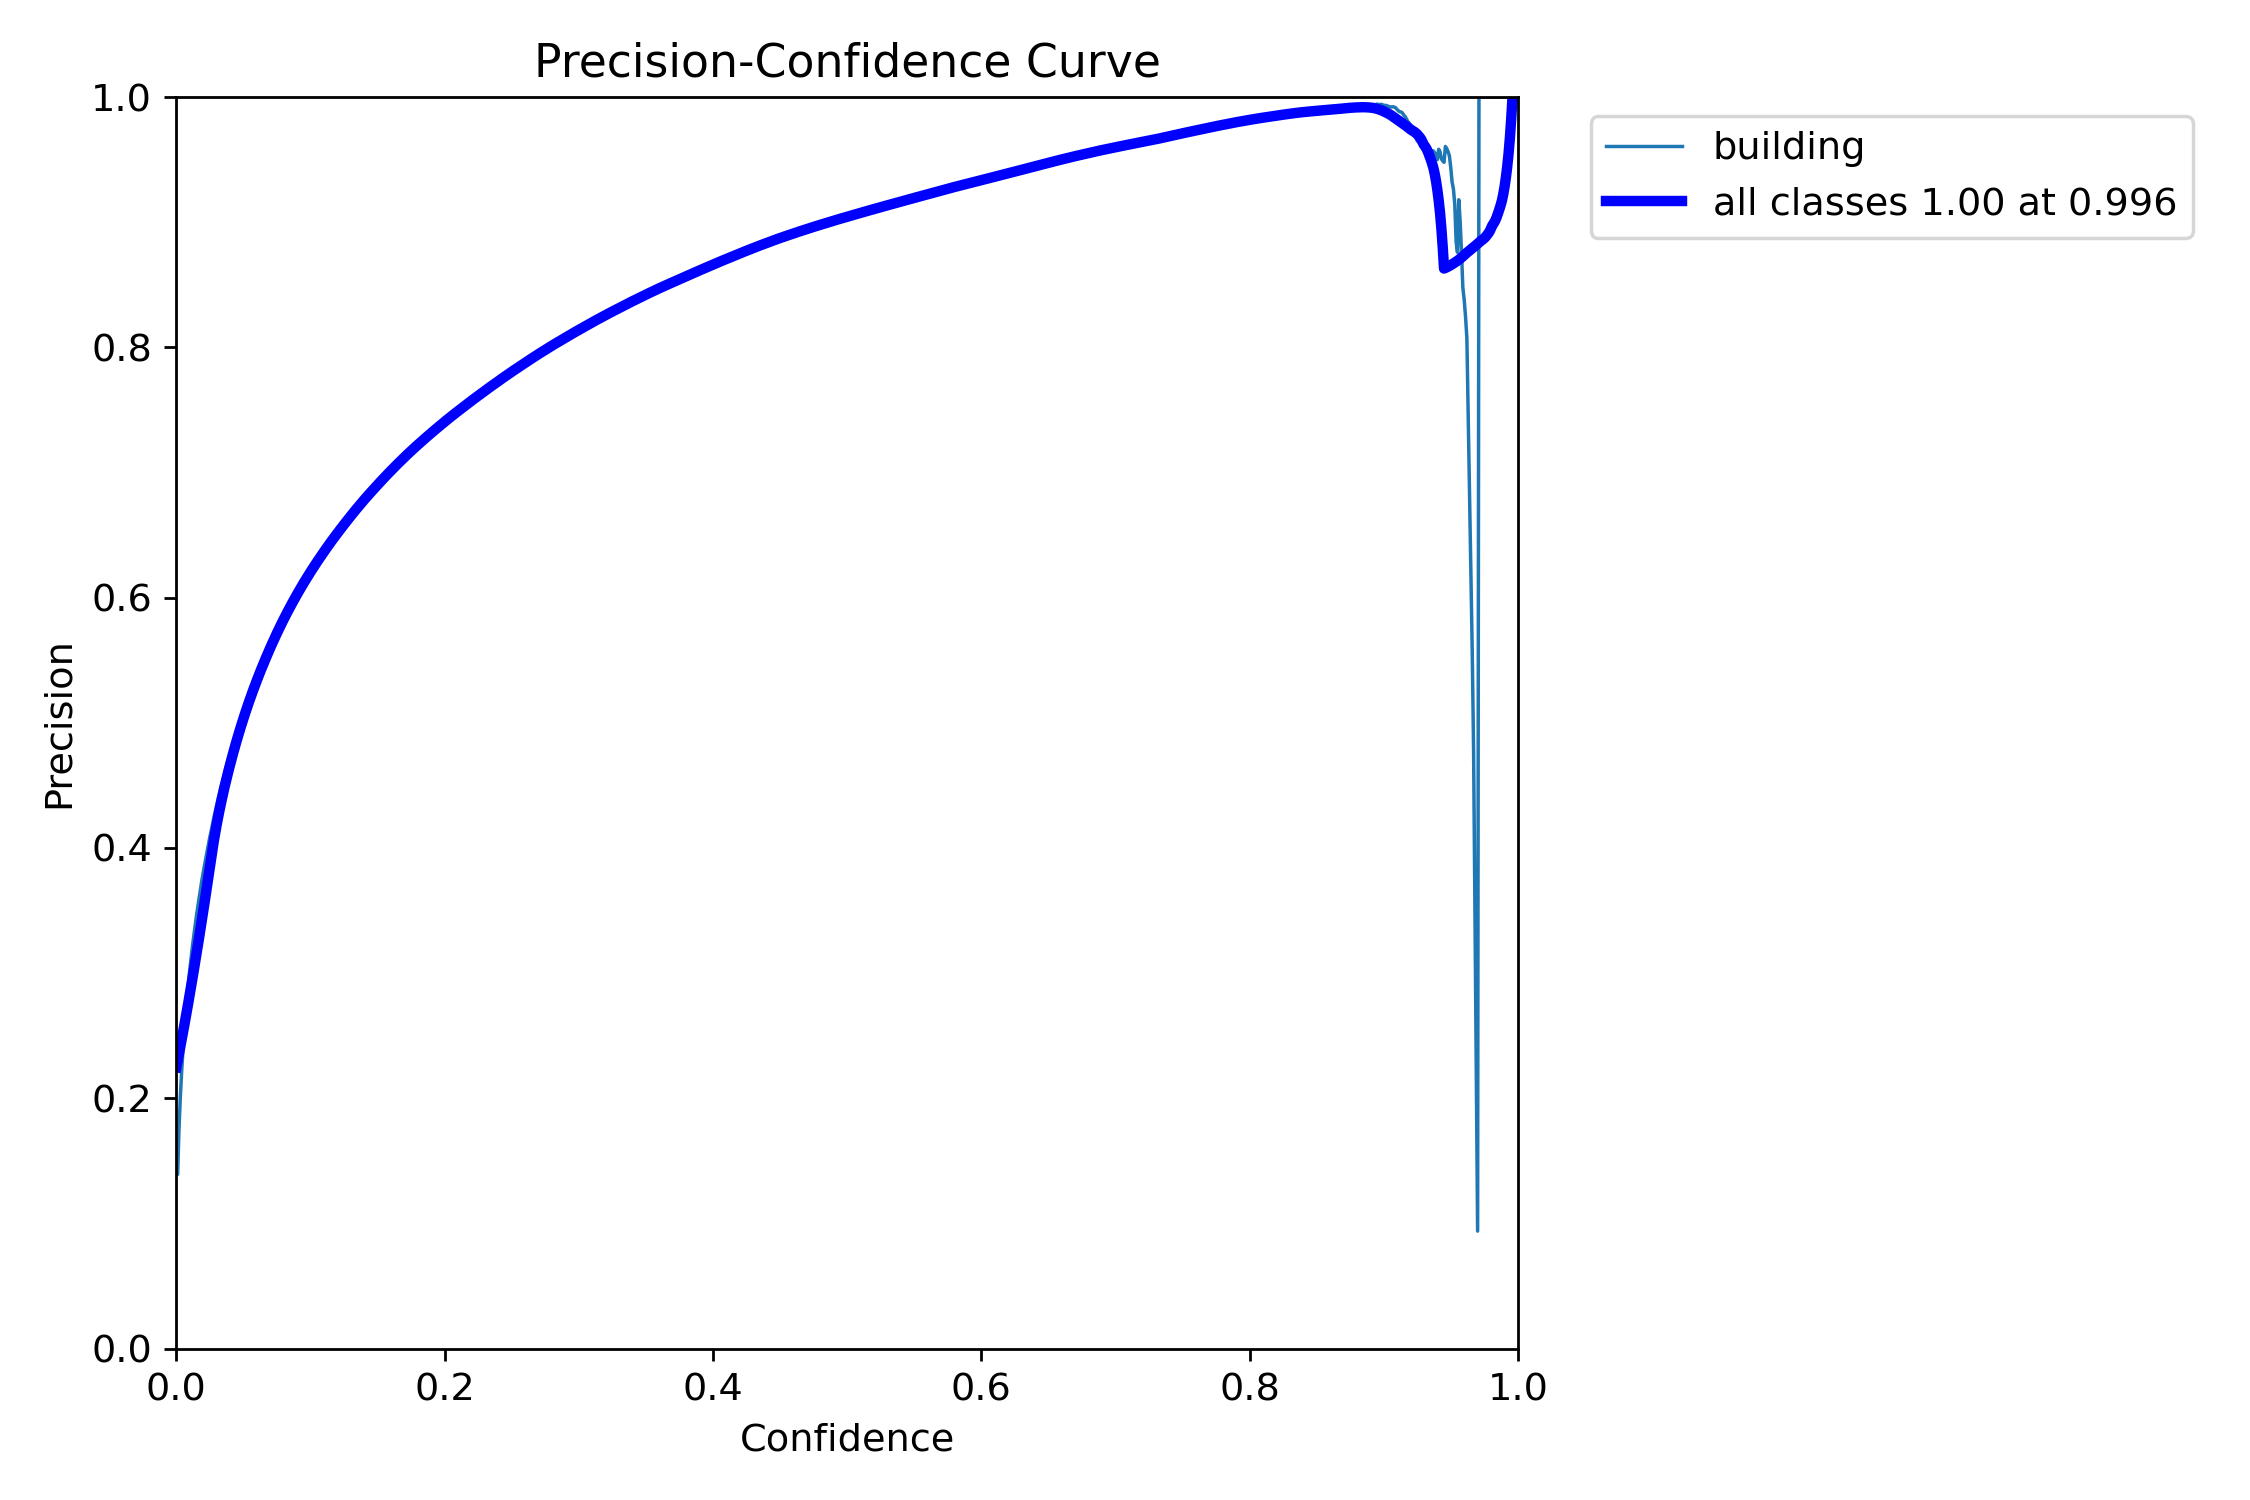 Precision-Confidence Curve
1.0
0.8
0.6
0.4
0.2
0.0
Precision
0.0 0.2 0.4 0.6 0.8 1.0
Confidence
building
all classes 1.00 at 0.996